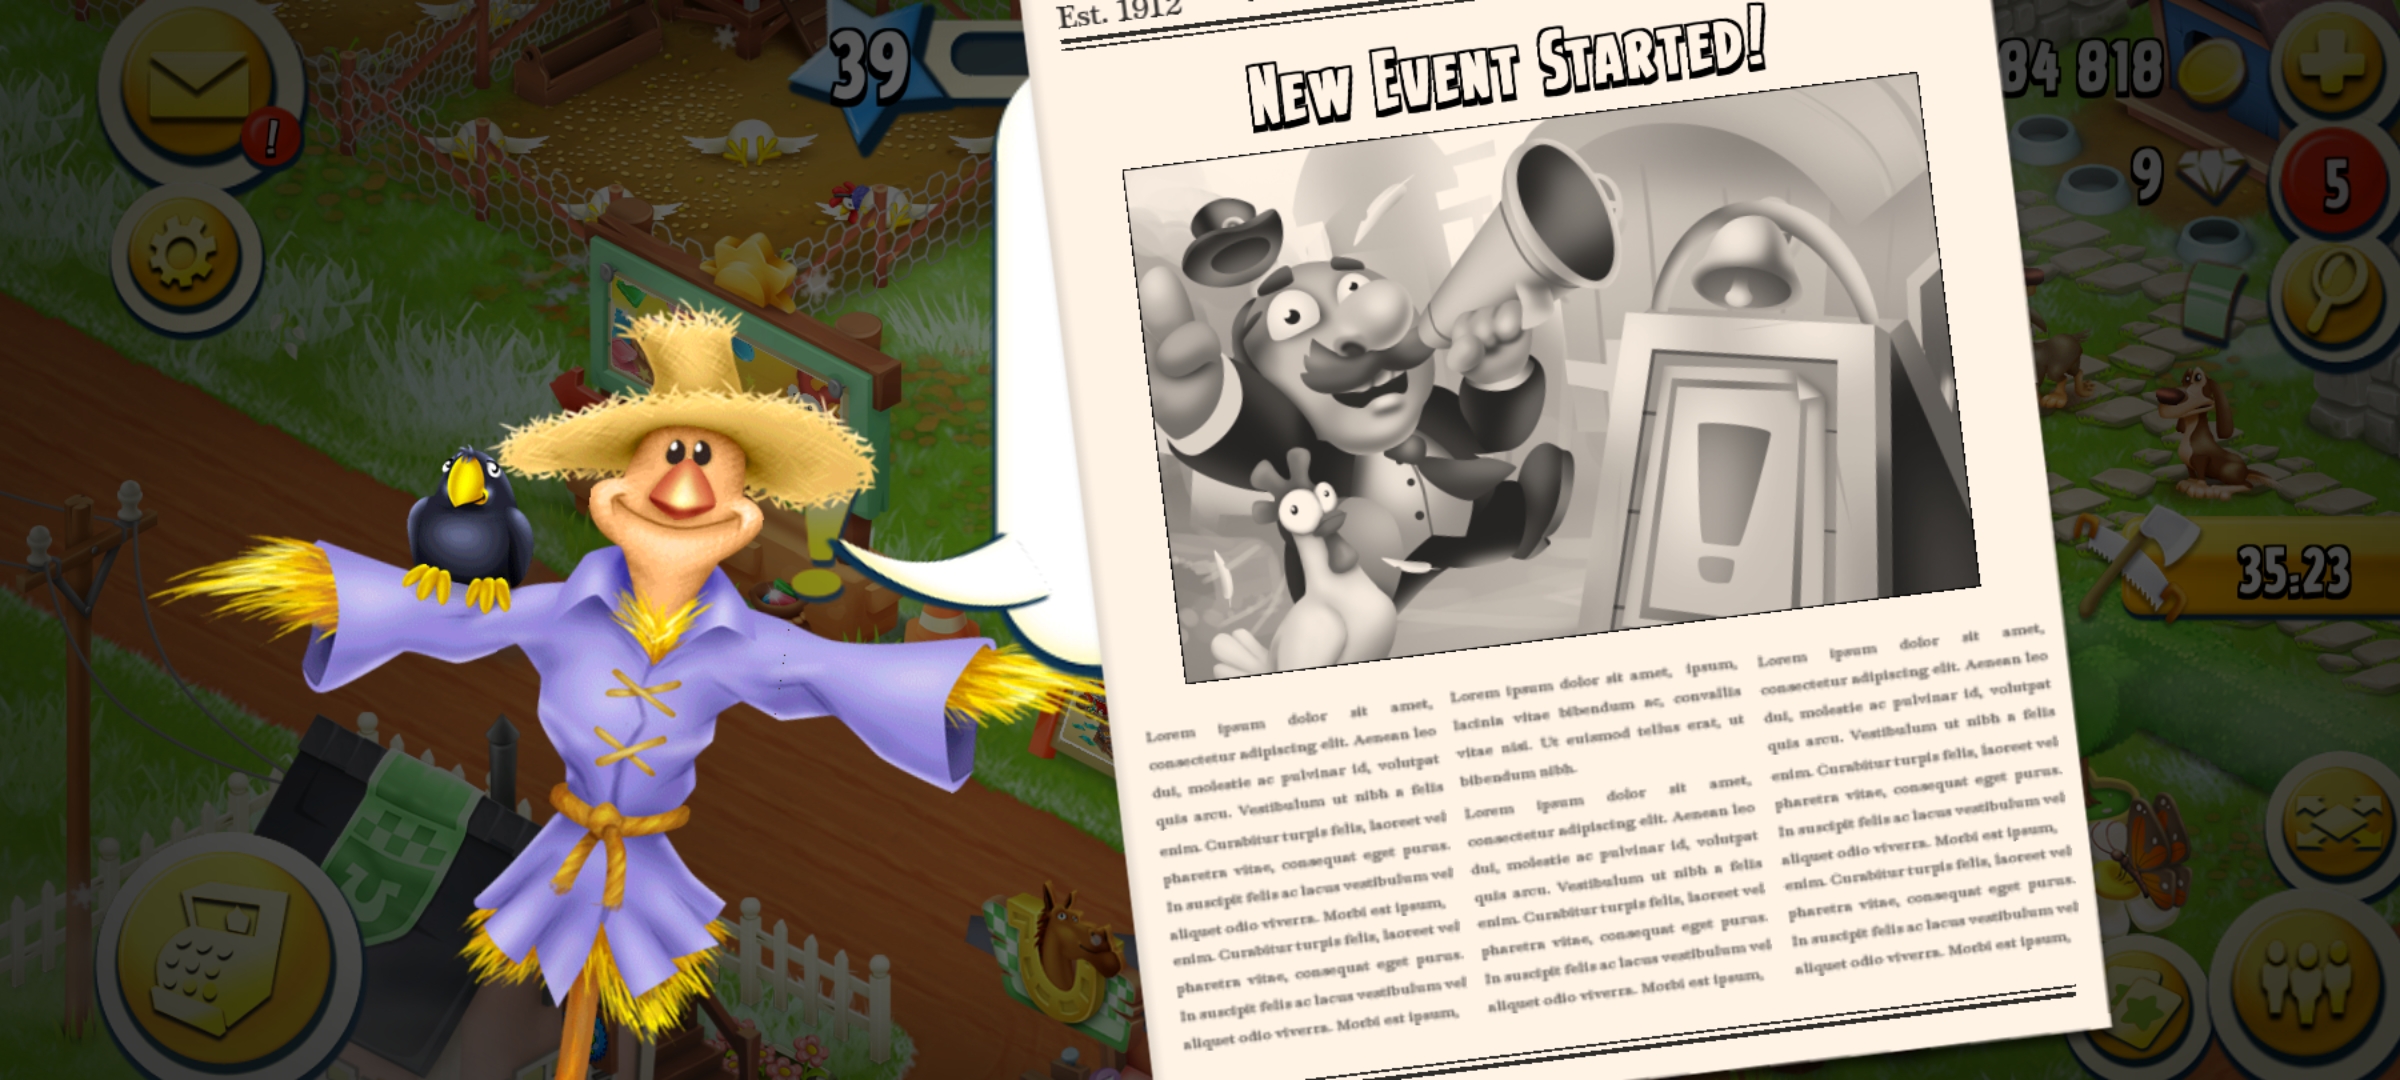 Est. 1912
39
NEW EVENT STARTED!
84 818
9
5
35:23
Lorem ipsum dolor sit amet,
consectetur adipiscing elit. Aenean leo
dui, molestie ac pulvinar id, volutpat
quis arcu. Vestibulum ut nibh a felis
enim. Curabitur turpis felis, laoreet vel
pharetra vitae, consequat eget purus.
In suscipit felis ac lacus vestibulum vel
aliquet odio viverra. Morbi est ipsum,
enim. Curabitur turpis felis, laoreet vel
pharetra vitae, consequat eget purus.
In suscipit felis ac lacus vestibulum vel
aliquet odio viverra. Morbi est ipsum,
Lorem ipsum dolor sit amet, ipsum,
lacinia vitae bibendum ac, convallis
vitae nisi. Ut euismod tellus erat, ut
bibendum nibh.
Lorem ipsum dolor sit amet,
consectetur adipiscing elit. Aenean leo
dui, molestie ac pulvinar id, volutpat
quis arcu. Vestibulum ut nibh a felis
enim. Curabitur turpis felis, laoreet vel
pharetra vitae, consequat eget purus.
In suscipit felis ac lacus vestibulum vel
aliquet odio viverra. Morbi est ipsum,
Lorem ipsum dolor sit amet,
consectetur adipiscing elit. Aenean leo
dui, molestie ac pulvinar id, volutpat
quis arcu. Vestibulum ut nibh a felis
enim. Curabitur turpis felis, laoreet vel
pharetra vitae, consequat eget purus.
In suscipit felis ac lacus vestibulum vel
aliquet odio viverra. Morbi est ipsum,
enim. Curabitur turpis felis, laoreet vel
pharetra vitae, consequat eget purus.
In suscipit felis ac lacus vestibulum vel
aliquet odio viverra. Morbi est ipsum,